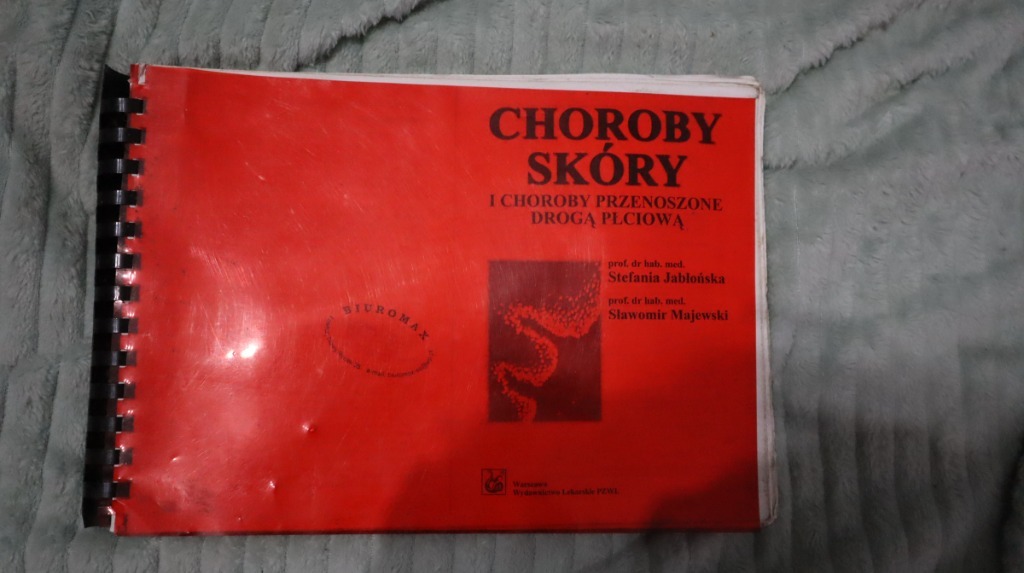 CHOROBY
SKÓRY
I CHOROBY PRZENOSZONE
DROGĄ PŁCIOWĄ
prof. dr hab. med.
Stefania Jabłońska
prof. dr hab. med.
Sławomir Majewski
BIUROMAX
Warszawa
Wydawnictwo Lekarskie PZWL